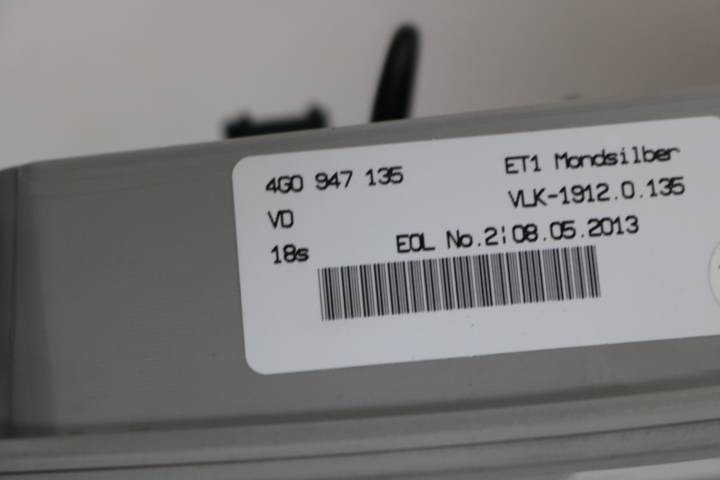 4G0 947 135 ET1 Mondsilber
VD VLK-1912.0.135
18s EOL No.2¦08.05.2013